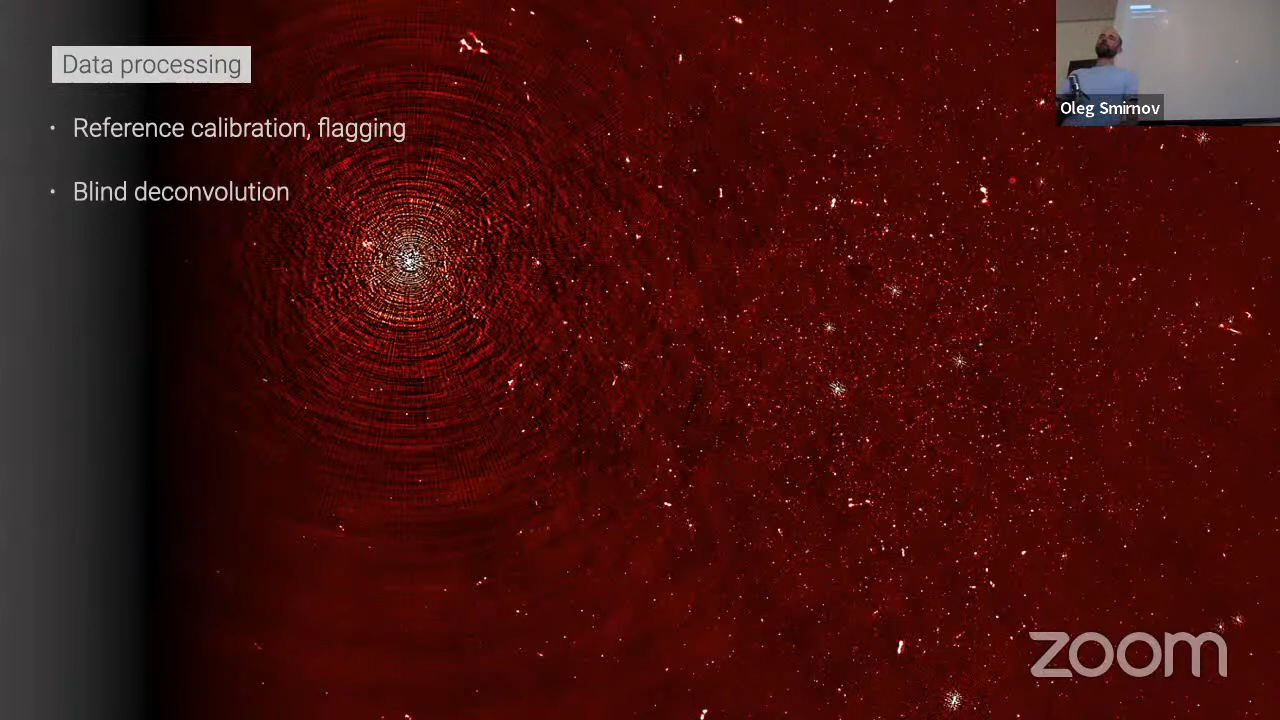 Data processing
• Reference calibration, flagging
• Blind deconvolution
Oleg Smirnov
zoom